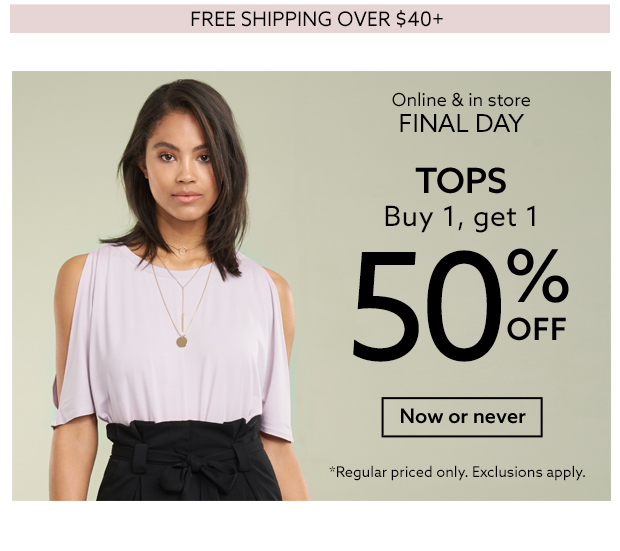 FREE SHIPPING OVER $40+
Online & in store
FINAL DAY
TOPS
Buy 1, get 1
50%
OFF
Now or never
*Regular priced only. Exclusions apply.